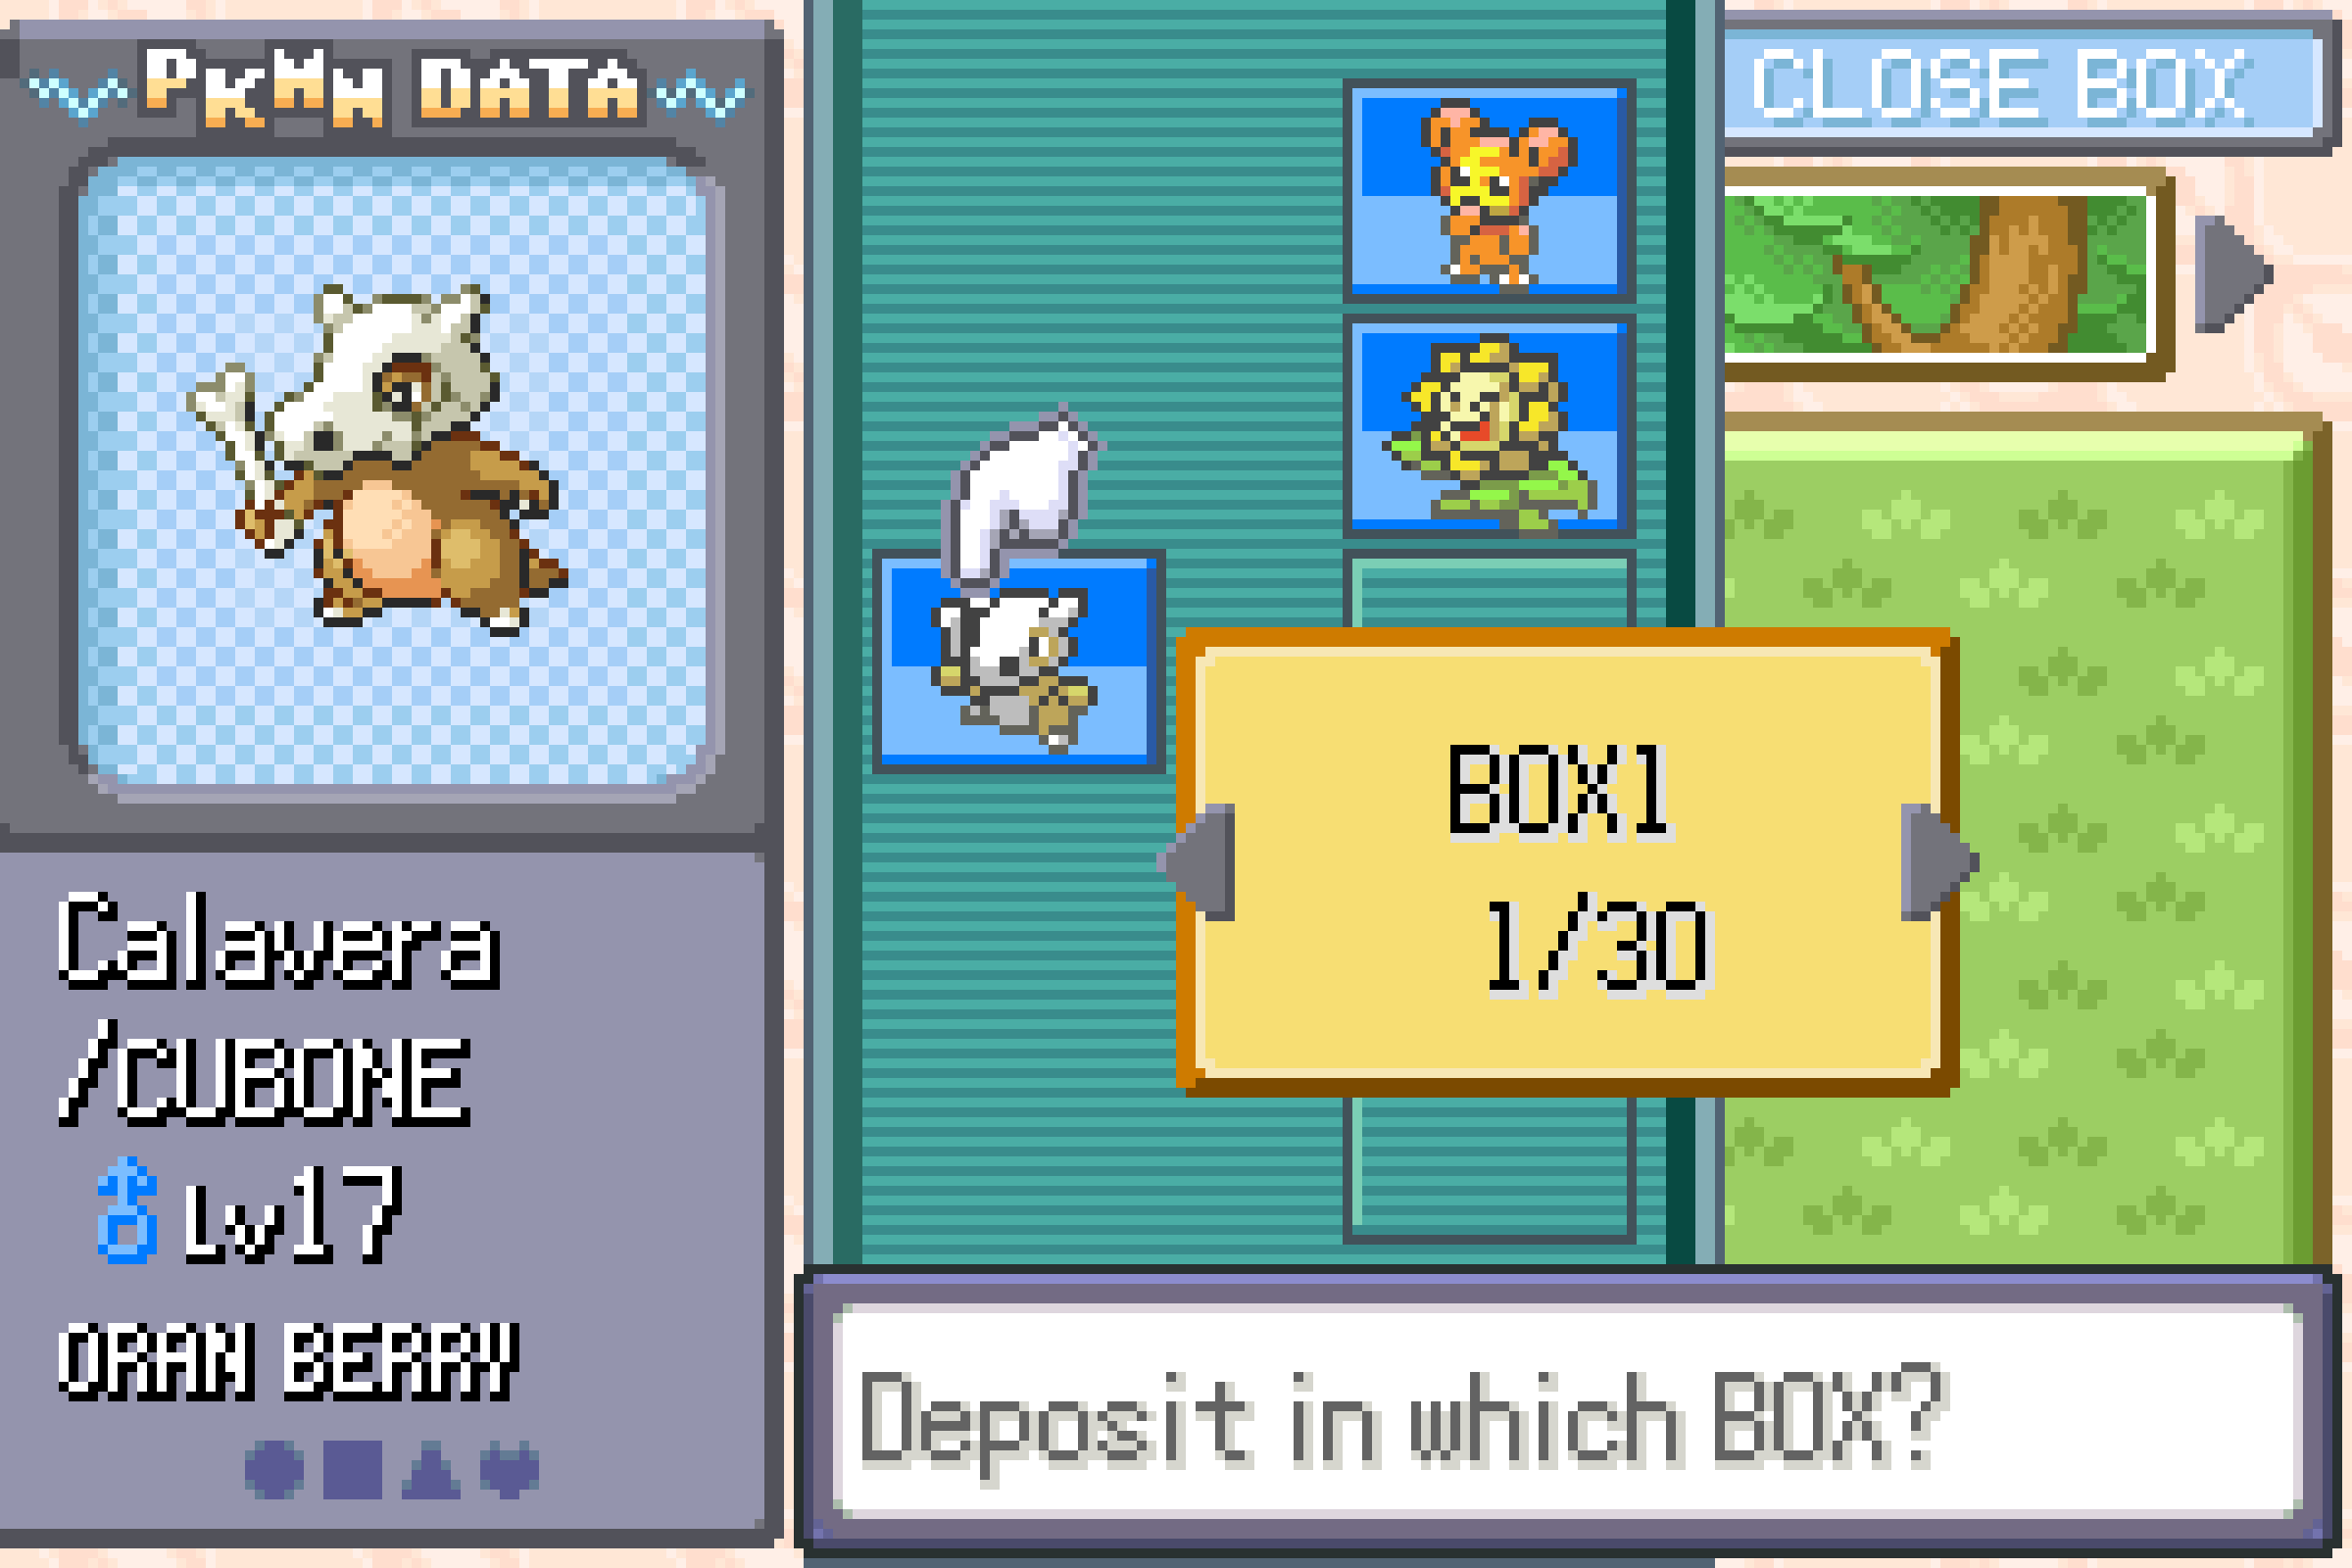 PKMN DATA
Calavera
/CUBONE
♂ Lv17
ORAN BERRY
CLOSE BOX
BOX1
1/30
Deposit in which BOX?